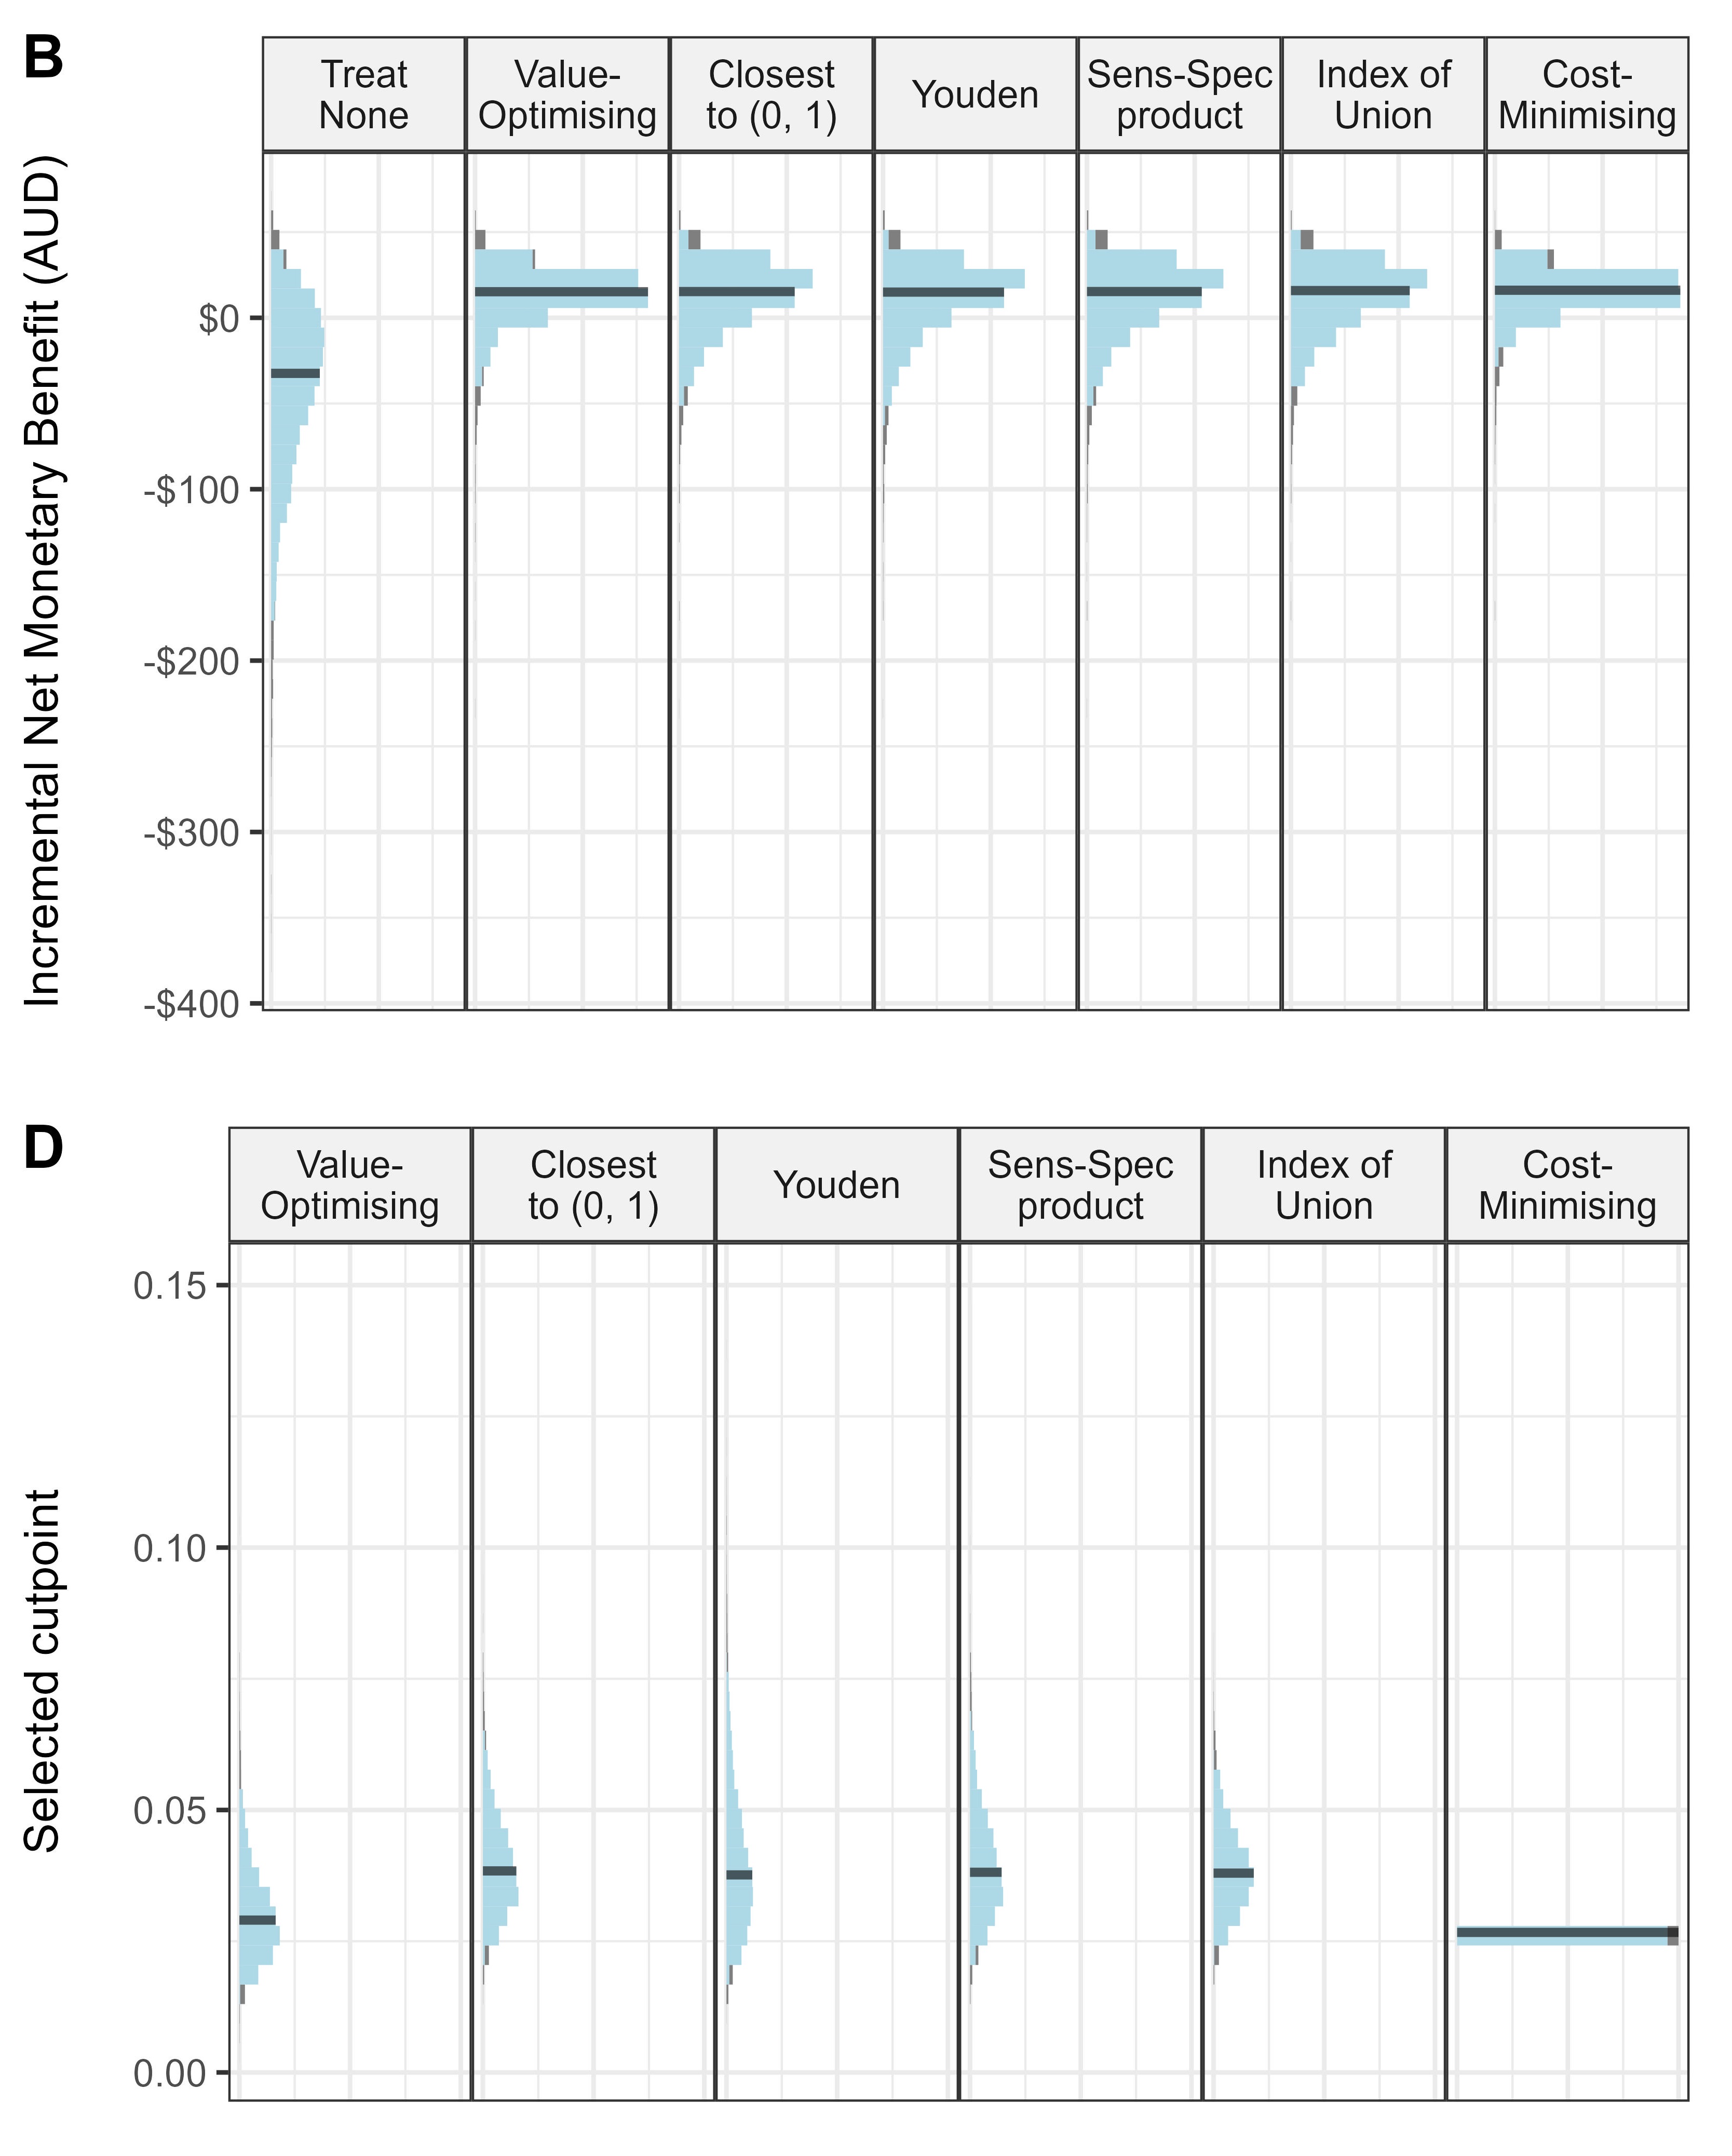 B
Treat
None
Value-
Optimising
Closest
to (0, 1)
Youden
Sens-Spec
product
Index of
Union
Cost-
Minimising
Incremental Net Monetary Benefit (AUD)
$0
-$100
-$200
-$300
-$400
D
Value-
Optimising
Closest
to (0, 1)
Youden
Sens-Spec
product
Index of
Union
Cost-
Minimising
Selected cutpoint
0.15
0.10
0.05
0.00